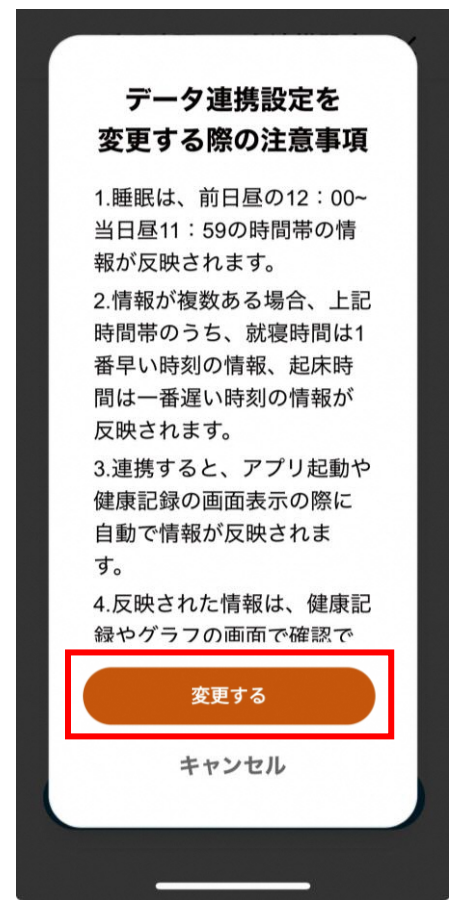 データ連携設定を
変更する際の注意事項
1.睡眠は、前日昼の12：00~
当日昼11：59の時間帯の情
報が反映されます。
2.情報が複数ある場合、上記
時間帯のうち、就寝時間は1
番早い時刻の情報、起床時
間は一番遅い時刻の情報が
反映されます。
3.連携すると、アプリ起動や
健康記録の画面表示の際に
自動で情報が反映されま
す。
4.反映された情報は、健康記
録やグラフの画面で確認で
変更する
キャンセル